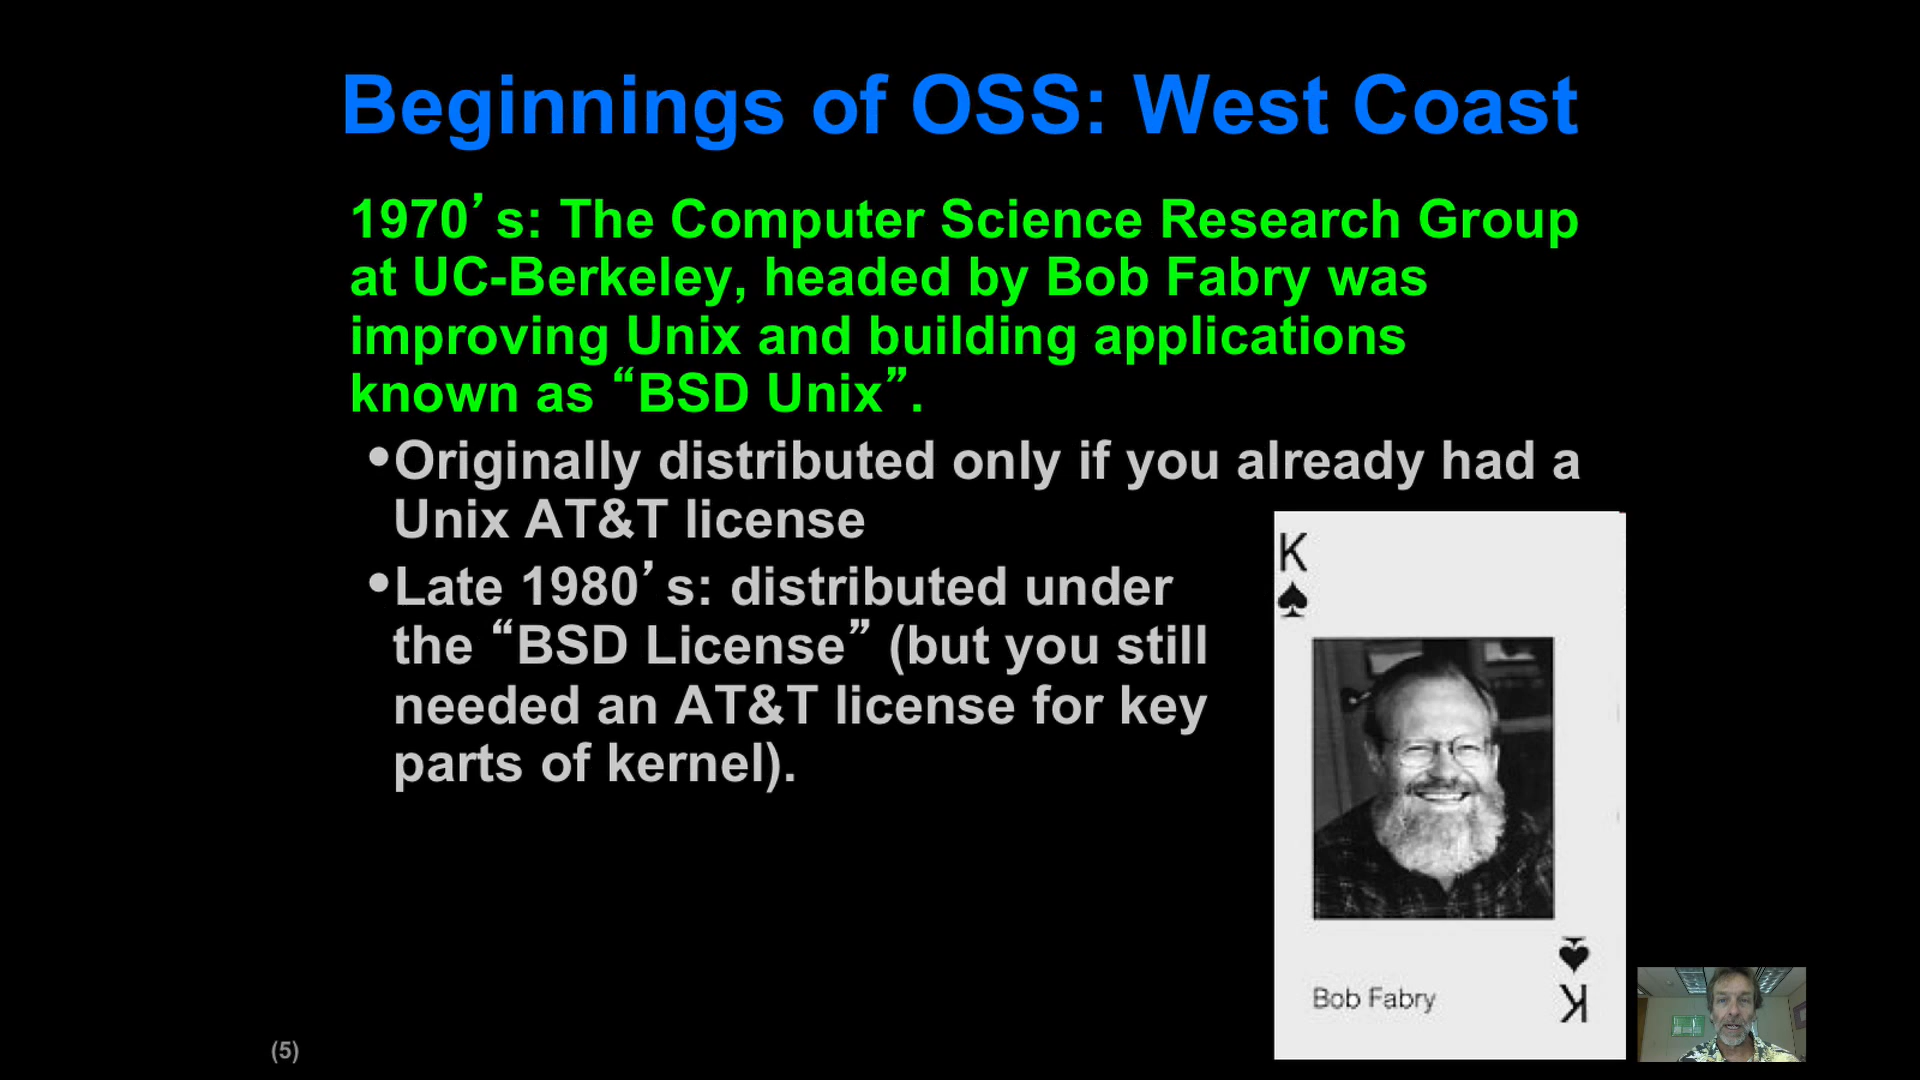 Beginnings of OSS: West Coast
1970’s: The Computer Science Research Group
at UC-Berkeley, headed by Bob Fabry was
improving Unix and building applications
known as “BSD Unix”.
•Originally distributed only if you already had a
Unix AT&T license
•Late 1980’s: distributed under
the “BSD License” (but you still
needed an AT&T license for key
parts of kernel).
K
Bob Fabry
K
(5)